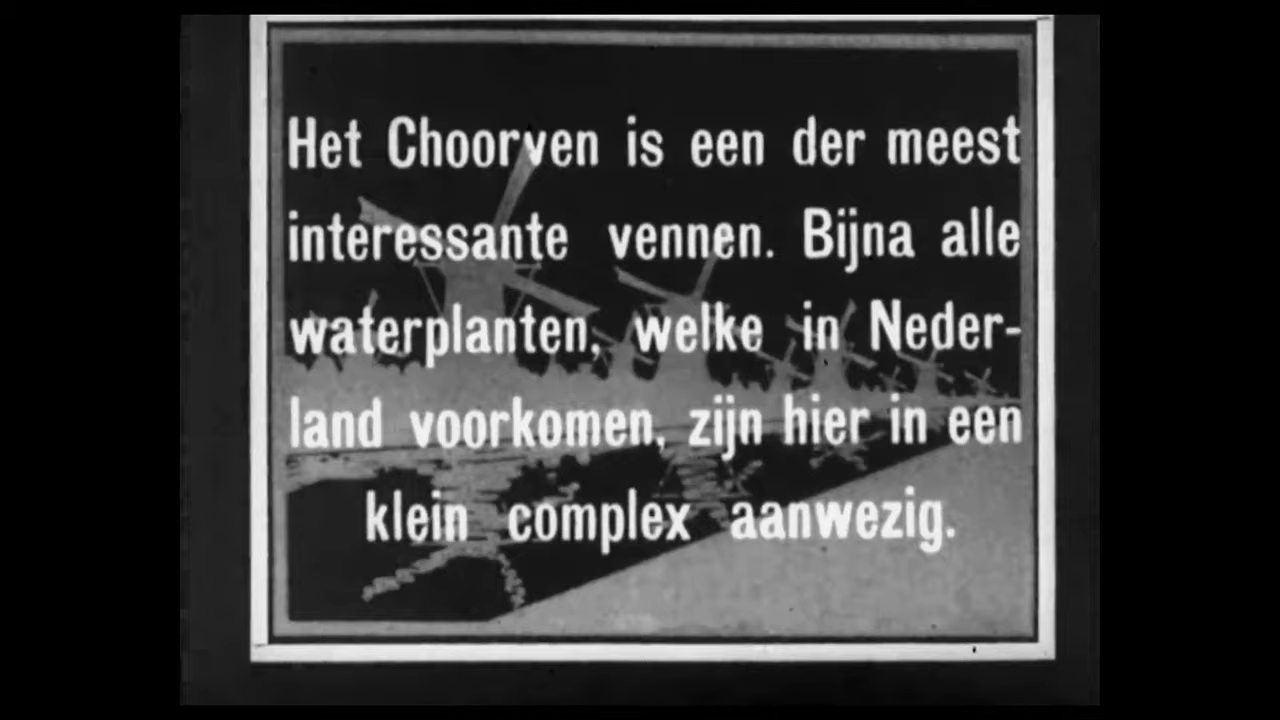 Het Choorven is een der meest
interessante vennen. Bijna alle
waterplanten, welke in Neder-
land voorkomen, zijn hier in een
klein complex aanwezig.